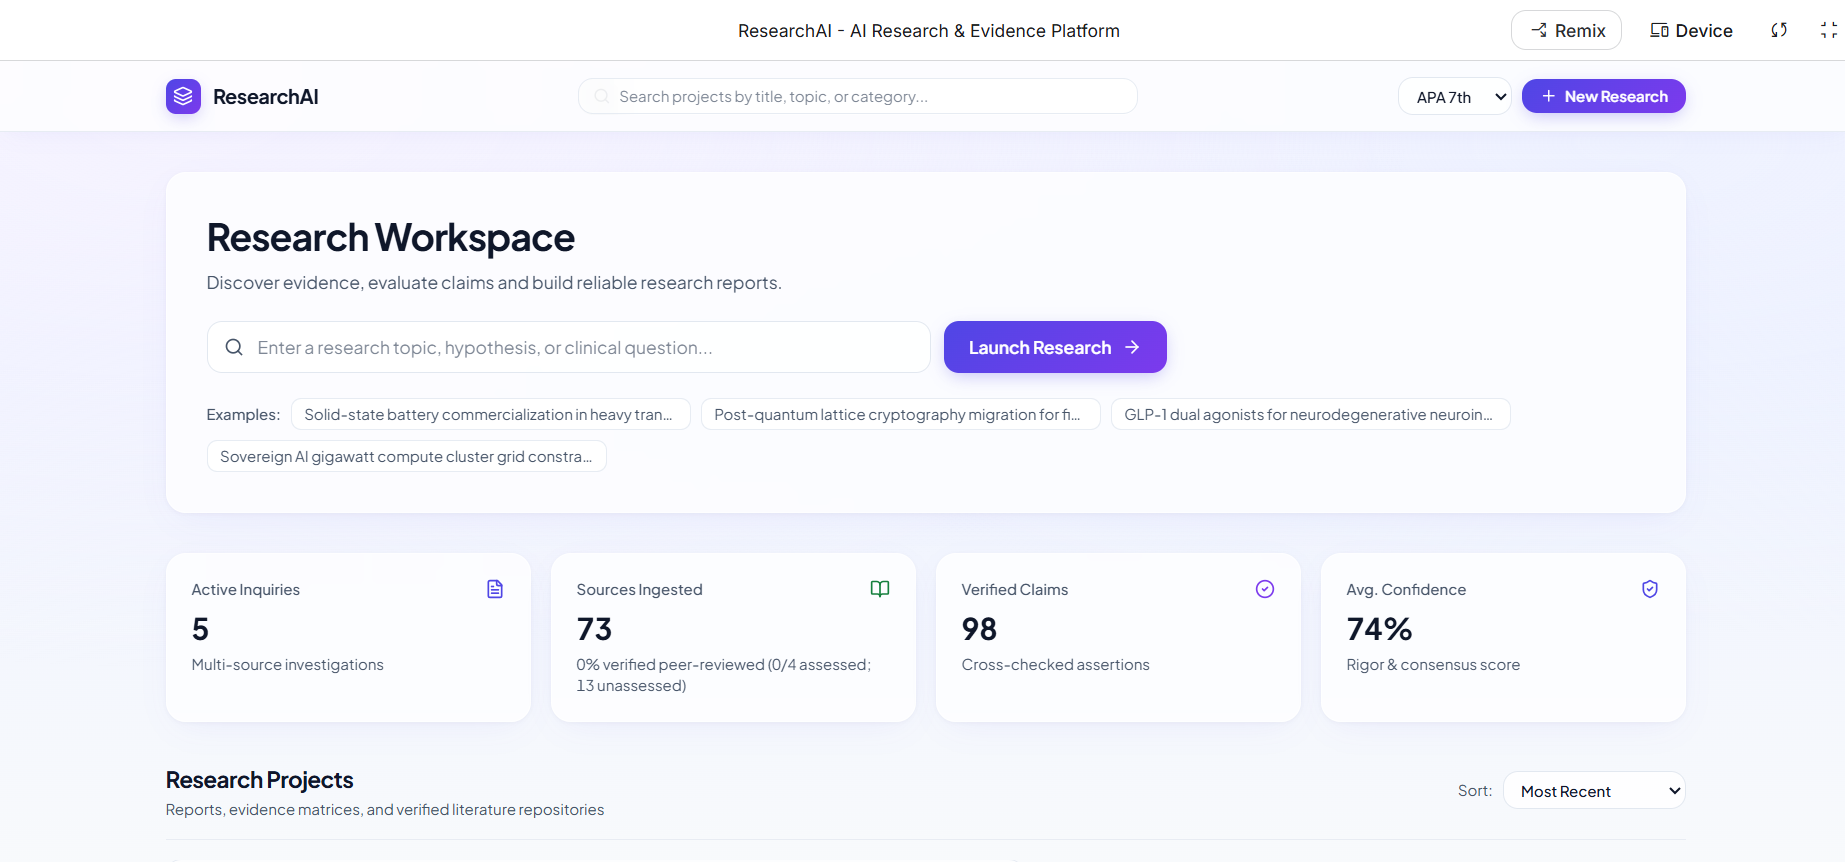 ResearchAI - AI Research & Evidence Platform
Remix
Device
ResearchAI
Search projects by title, topic, or category...
APA 7th
New Research
Research Workspace
Discover evidence, evaluate claims and build reliable research reports.
Enter a research topic, hypothesis, or clinical question...
Launch Research
Examples:
Solid-state battery commercialization in heavy tran...
Post-quantum lattice cryptography migration for fi...
GLP-1 dual agonists for neurodegenerative neuroin...
Sovereign AI gigawatt compute cluster grid constra...
Active Inquiries
5
Multi-source investigations
Sources Ingested
73
0% verified peer-reviewed (0/4 assessed;
13 unassessed)
Verified Claims
98
Cross-checked assertions
Avg. Confidence
74%
Rigor & consensus score
Research Projects
Reports, evidence matrices, and verified literature repositories
Sort:
Most Recent